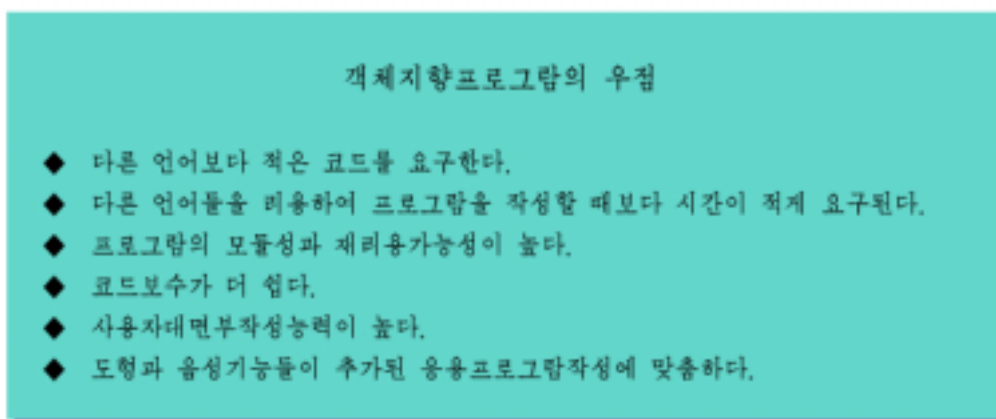 객체지향프로그람의 우점
◆ 다른 언어보다 적은 코드를 요구한다.
◆ 다른 언어들을 리용하여 프로그람을 작성할 때보다 시간이 적게 요구된다.
◆ 프로그람의 모듈성과 재리용가능성이 높다.
◆ 코드보수가 더 쉽다.
◆ 사용자대면부작성능력이 높다.
◆ 도형과 음성기능들이 추가된 응용프로그람작성에 맞춤하다.